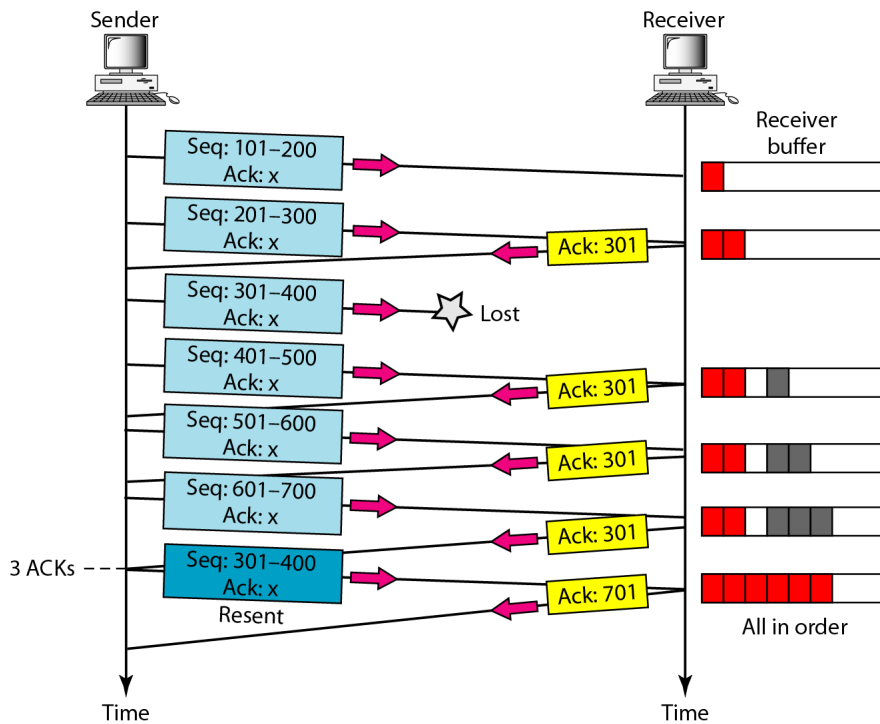 Sender
Receiver
Receiver
buffer
Seq: 101–200
Ack: x
Seq: 201–300
Ack: x
Ack: 301
Seq: 301–400
Ack: x
Lost
Seq: 401–500
Ack: x
Ack: 301
Seq: 501–600
Ack: x
Ack: 301
Seq: 601–700
Ack: x
Ack: 301
3 ACKs
Seq: 301–400
Ack: x
Resent
Ack: 701
All in order
Time
Time